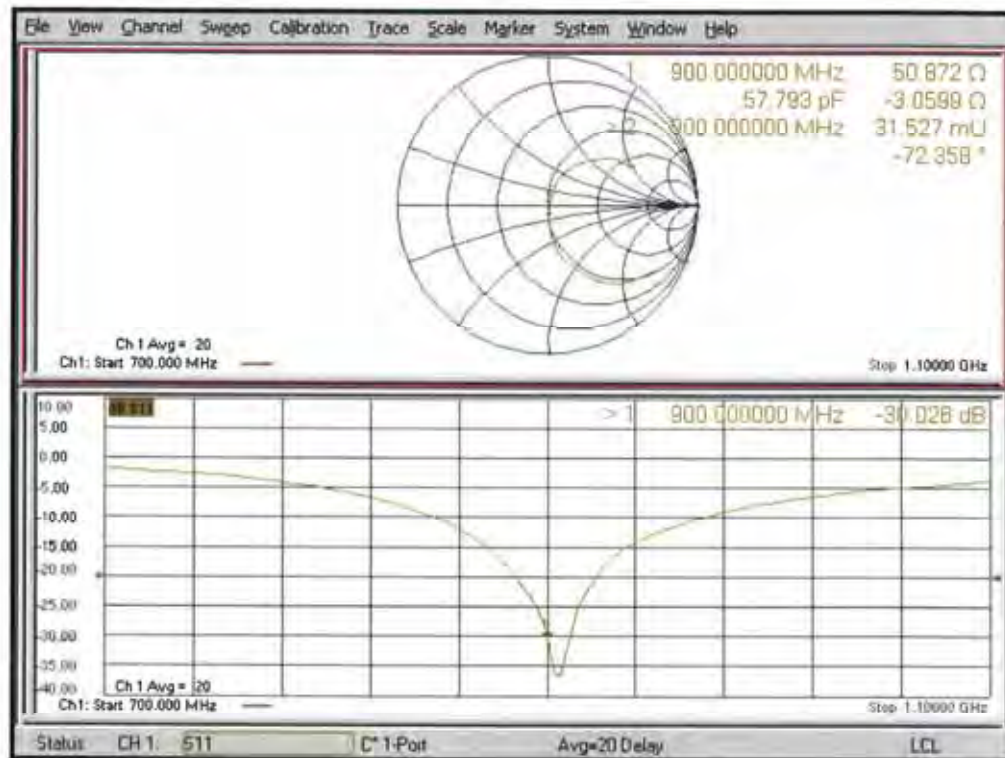 File View Channel Sweep Calibration Trace Scale Marker System Window Help
1 900.000000 MHz 50.872 Ω
57.793 pF -3.0599 Ω
> 2 900.000000 MHz 31.527 mU
-72.358 °
Ch 1 Avg = 20
Ch1: Start 700.000 MHz
Stop 1.10000 GHz
10.00
> 1 900.000000 MHz -30.026 dB
5.00
0.00
-5.00
-10.00
-15.00
-20.00
-25.00
-30.00
-35.00
-40.00
Ch 1 Avg = 20
Ch1: Start 700.000 MHz
Stop 1.10000 GHz
Status CH 1: S11 C* 1-Port Avg=20 Delay LCL